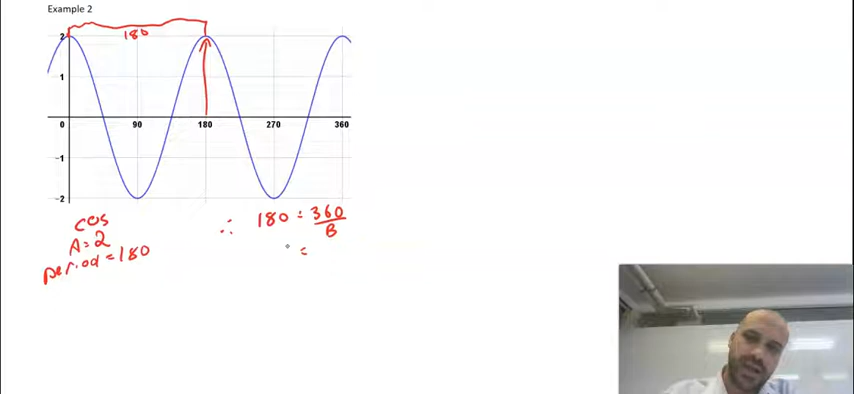 Example 2
180
2
1
0 90 180 270 360
-1
-2
cos
A=2
period=180
∴ 180 = 360/B
=